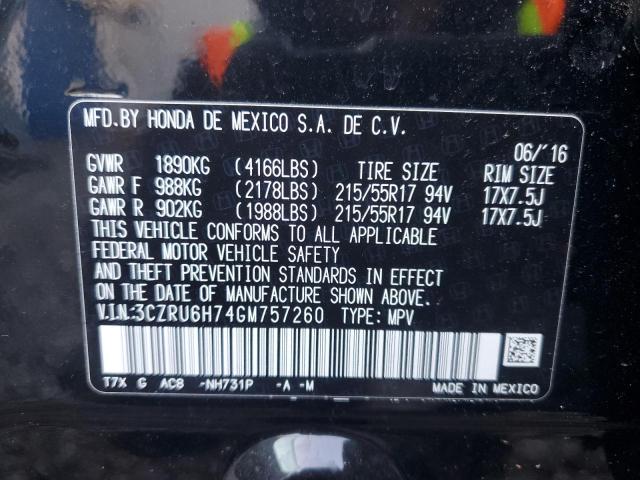 MFD. BY HONDA DE MEXICO S.A. DE C.V.
06/'16
GVWR 1890KG (4166LBS) TIRE SIZE RIM SIZE
GAWR F 988KG (2178LBS) 215/55R17 94V 17X7.5J
GAWR R 902KG (1988LBS) 215/55R17 94V 17X7.5J
THIS VEHICLE CONFORMS TO ALL APPLICABLE
FEDERAL MOTOR VEHICLE SAFETY
AND THEFT PREVENTION STANDARDS IN EFFECT
ON THE DATE OF MANUFACTURE SHOWN ABOVE.
V.I.N:3CZRU6H74GM757260 TYPE: MPV
T7X G AC8 -NH731P -A -M
MADE IN MEXICO